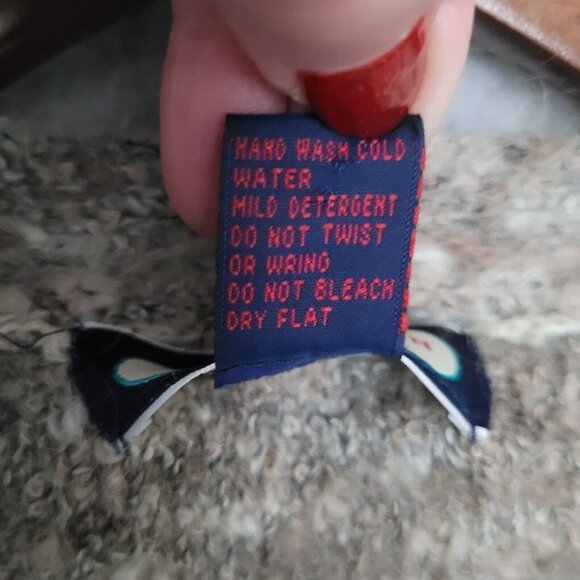 HAND WASH COLD
WATER
MILD DETERGENT
DO NOT TWIST
OR WRING
DO NOT BLEACH
DRY FLAT